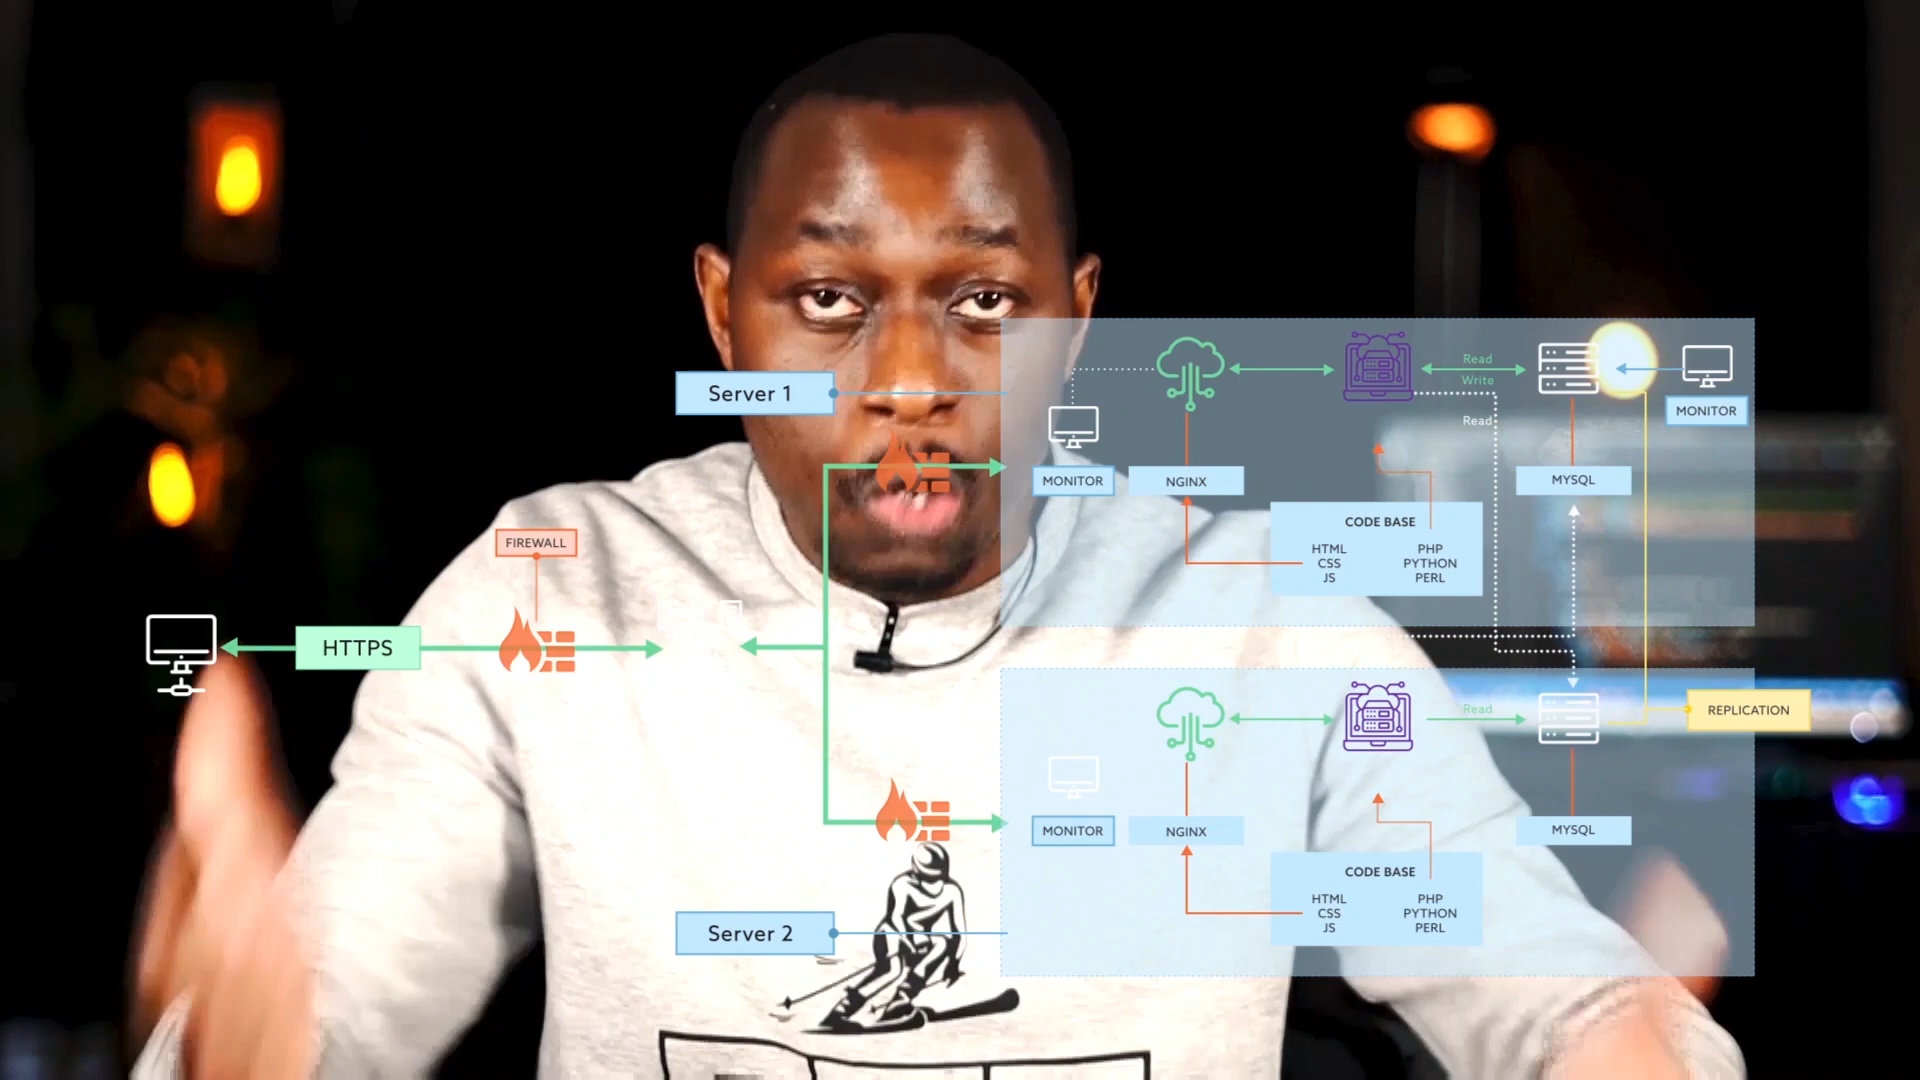 Server 1
Read
Write
Read
MONITOR
MONITOR
NGINX
MYSQL
CODE BASE
HTML
CSS
JS
PHP
PYTHON
PERL
FIREWALL
HTTPS
Read
REPLICATION
MONITOR
NGINX
MYSQL
CODE BASE
HTML
CSS
JS
PHP
PYTHON
PERL
Server 2